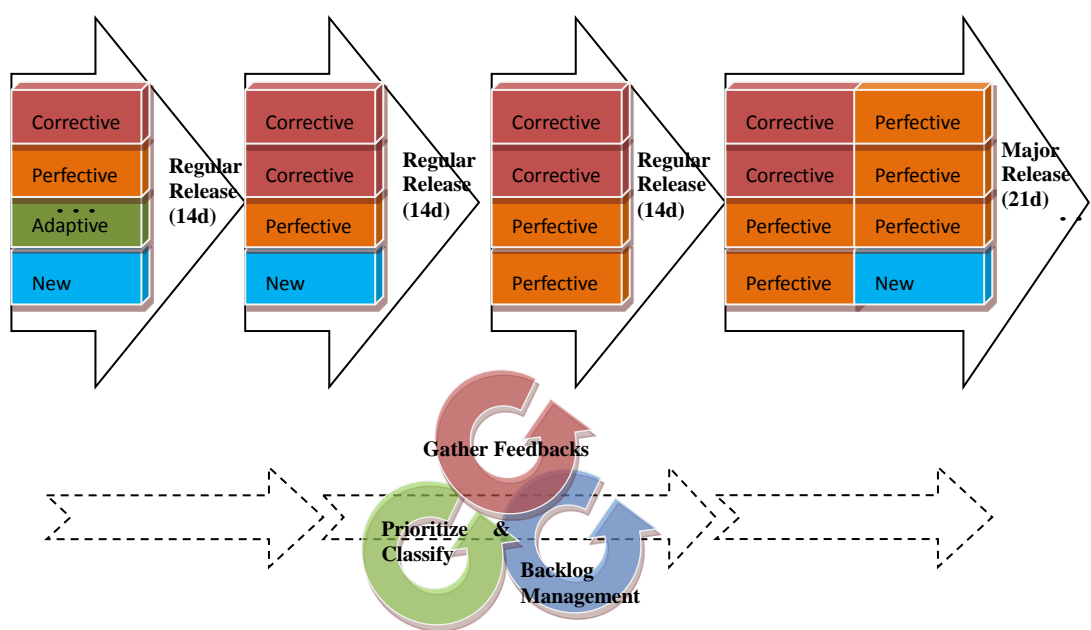 Corrective
Perfective
...
Adaptive
New
Regular
Release
(14d)
Corrective
Corrective
Perfective
New
Regular
Release
(14d)
Corrective
Corrective
Perfective
Perfective
Regular
Release
(14d)
Corrective
Perfective
Corrective
Perfective
Perfective
Perfective
Perfective
New
Major
Release
(21d)
...
Gather Feedbacks
Prioritize &
Classify
Backlog
Management